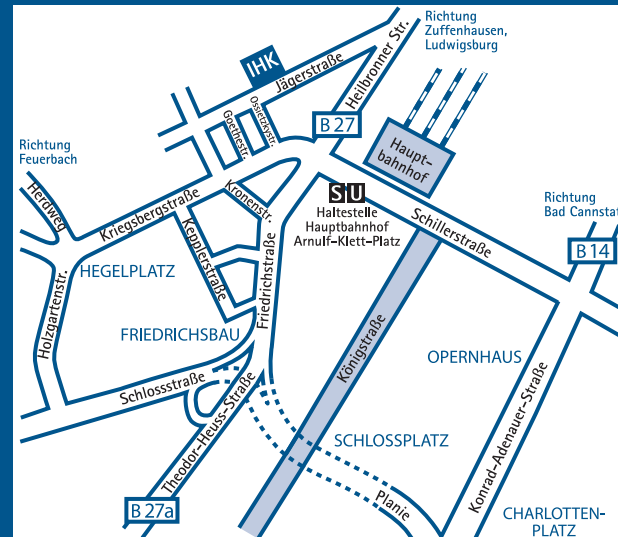 Richtung
Zuffenhausen,
Ludwigsburg
IHK
Jägerstraße
Heilbronner Str.
Ossietzkystr.
Goethestr.
B 27
Haupt-
bahnhof
Richtung
Feuerbach
Herdweg
Kriegsbergstraße
Kronenstr.
S U
Haltestelle
Hauptbahnhof
Arnulf-Klett-Platz
Schillerstraße
Richtung
Bad Cannstatt
B 14
Kepplerstraße
HEGELPLATZ
Holzgartenstr.
Friedrichstraße
FRIEDRICHSBAU
Königstraße
OPERNHAUS
Schlossstraße
Theodor-Heuss-Straße
SCHLOSSPLATZ
Konrad-Adenauer-Straße
Planie
B 27a
CHARLOTTEN-
PLATZ